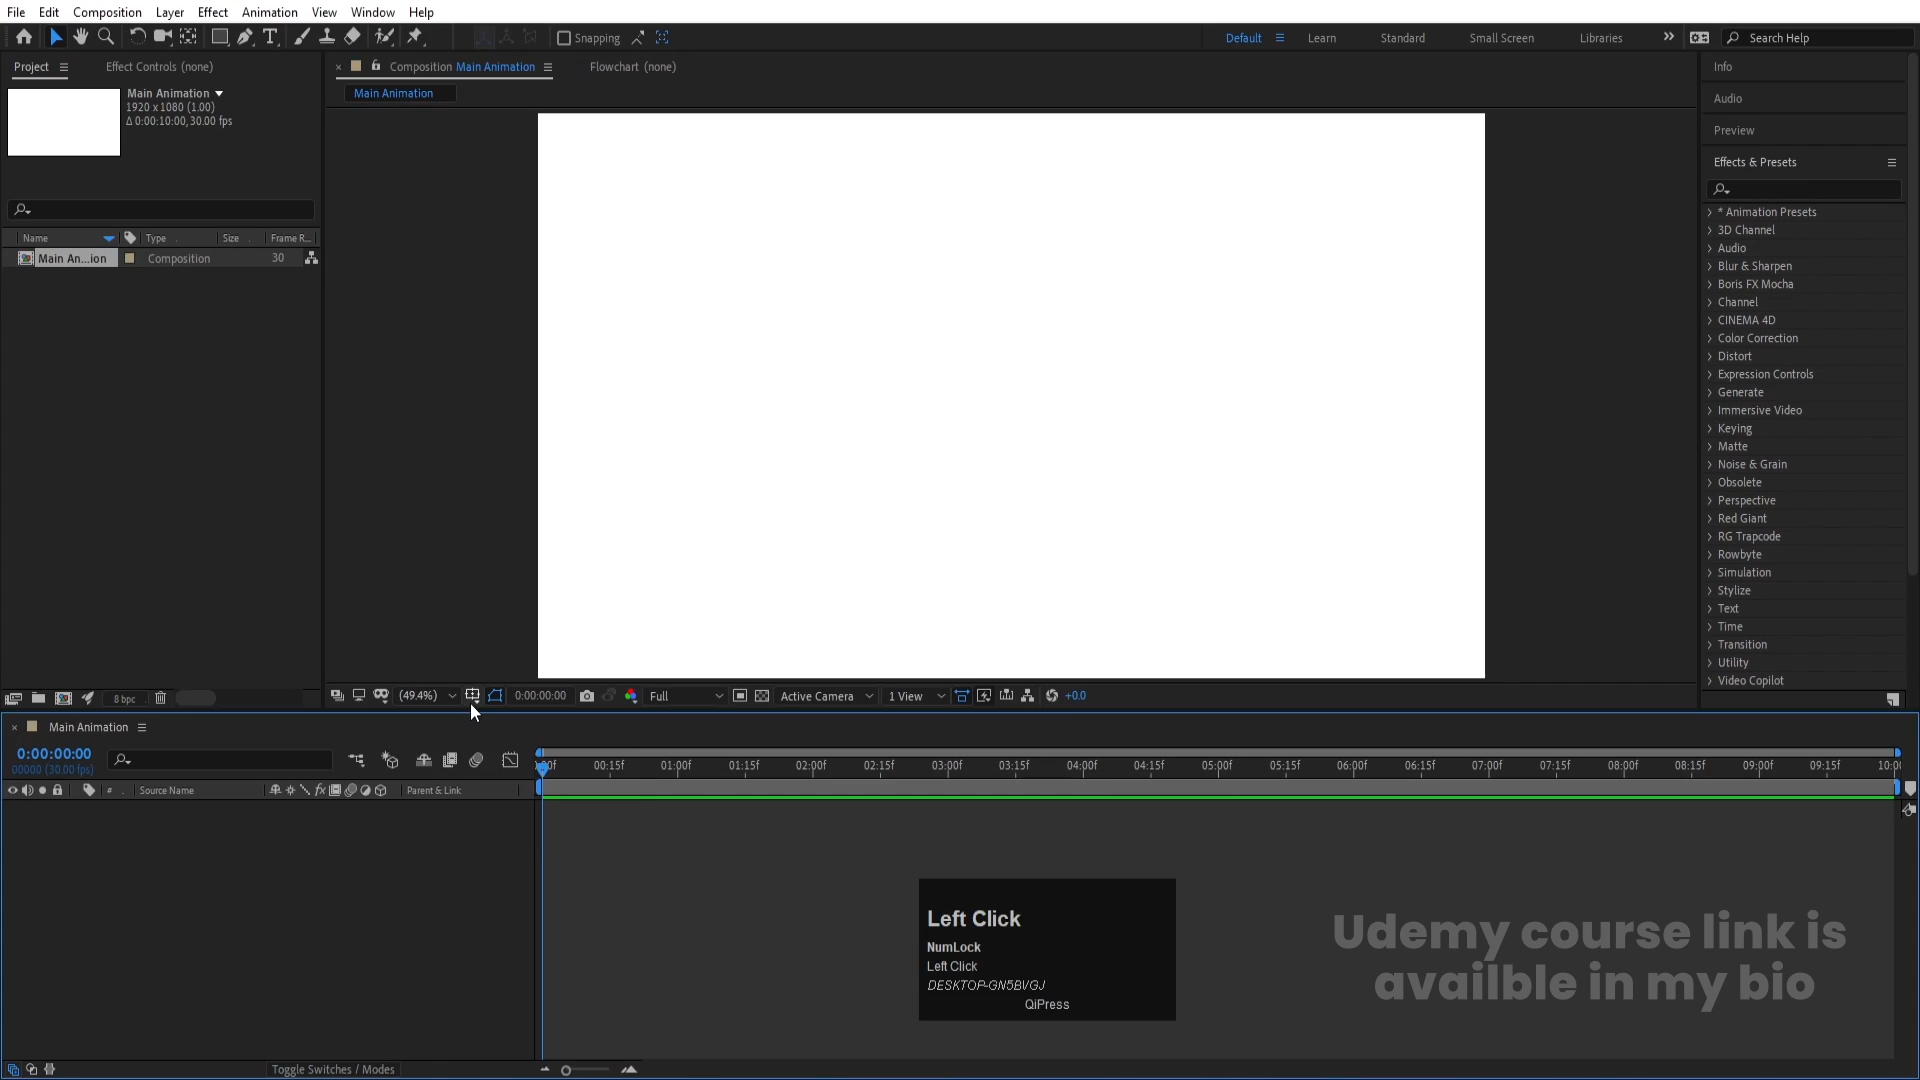 File Edit Composition Layer Effect Animation View Window Help
Snapping
Default Learn Standard Small Screen Libraries Search Help
Project Effect Controls (none)
Main Animation
1920 x 1080 (1.00)
Δ 0:00:10:00, 30.00 fps
Name Type Size Frame R...
Main An...ion Composition 30
8 bpc
Composition Main Animation Flowchart (none)
Main Animation
(49.4%) 0:00:00:00 Full Active Camera 1 View +0.0
Info
Audio
Preview
Effects & Presets
* Animation Presets
3D Channel
Audio
Blur & Sharpen
Boris FX Mocha
Channel
CINEMA 4D
Color Correction
Distort
Expression Controls
Generate
Immersive Video
Keying
Matte
Noise & Grain
Obsolete
Perspective
Red Giant
RG Trapcode
Rowbyte
Simulation
Stylize
Text
Time
Transition
Utility
Video Copilot
Main Animation
0:00:00:00
00000 (30.00 fps)
:00f 00:15f 01:00f 01:15f 02:00f 02:15f 03:00f 03:15f 04:00f 04:15f 05:00f 05:15f 06:00f 06:15f 07:00f 07:15f 08:00f 08:15f 09:00f 09:15f 10:0
# Source Name fx Parent & Link
Left Click
NumLock
Left Click
DESKTOP-GN5BVGJ
QiPress
Udemy course link is
availble in my bio
Toggle Switches / Modes